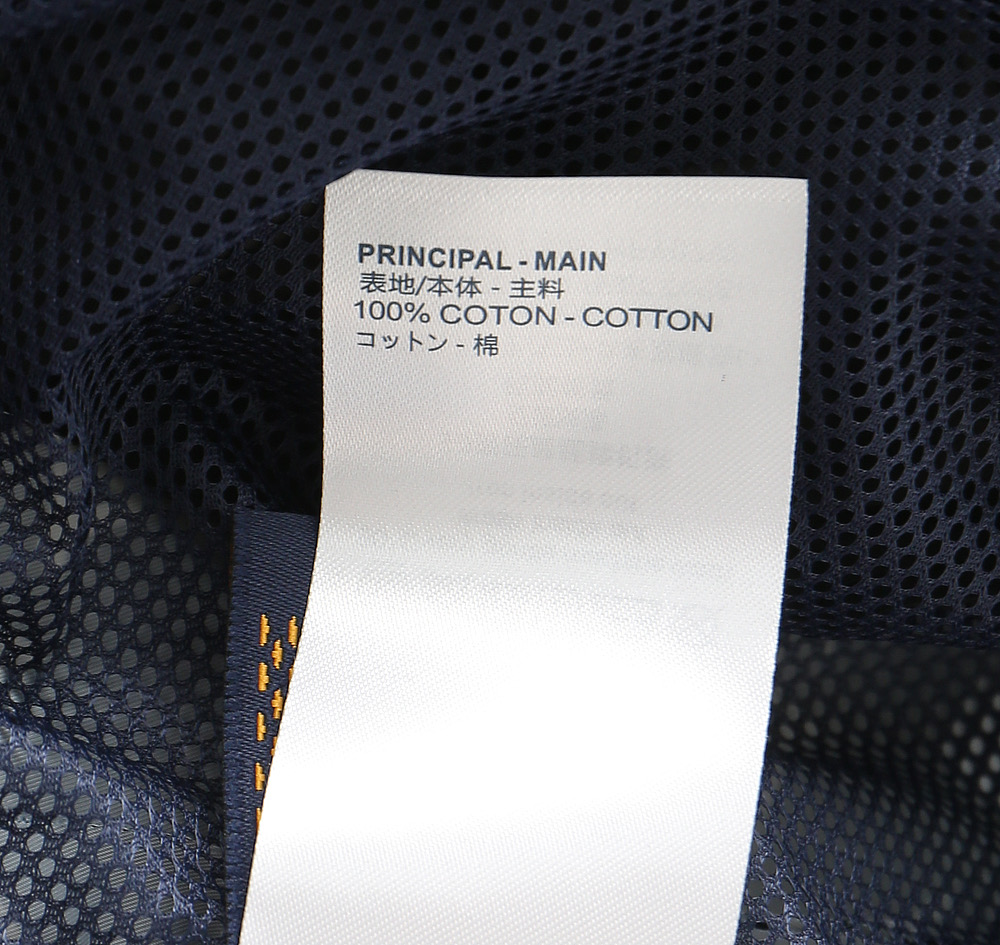 PRINCIPAL - MAIN
表地/本体 - 主料
100% COTON - COTTON
コットン - 棉